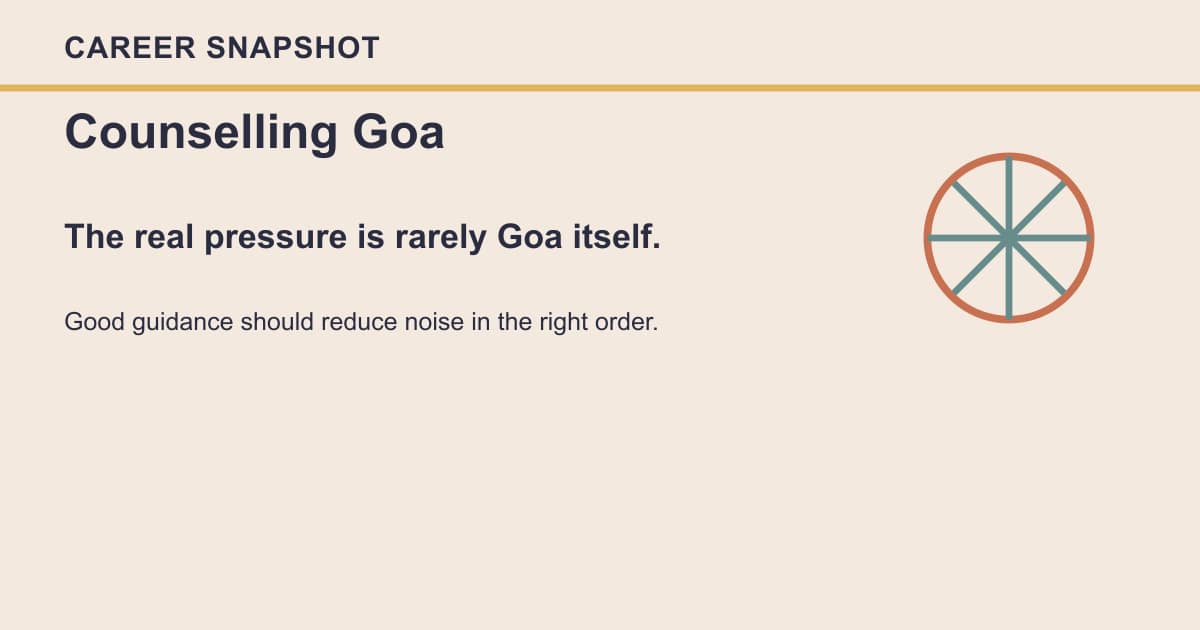 CAREER SNAPSHOT
Counselling Goa
The real pressure is rarely Goa itself.
Good guidance should reduce noise in the right order.